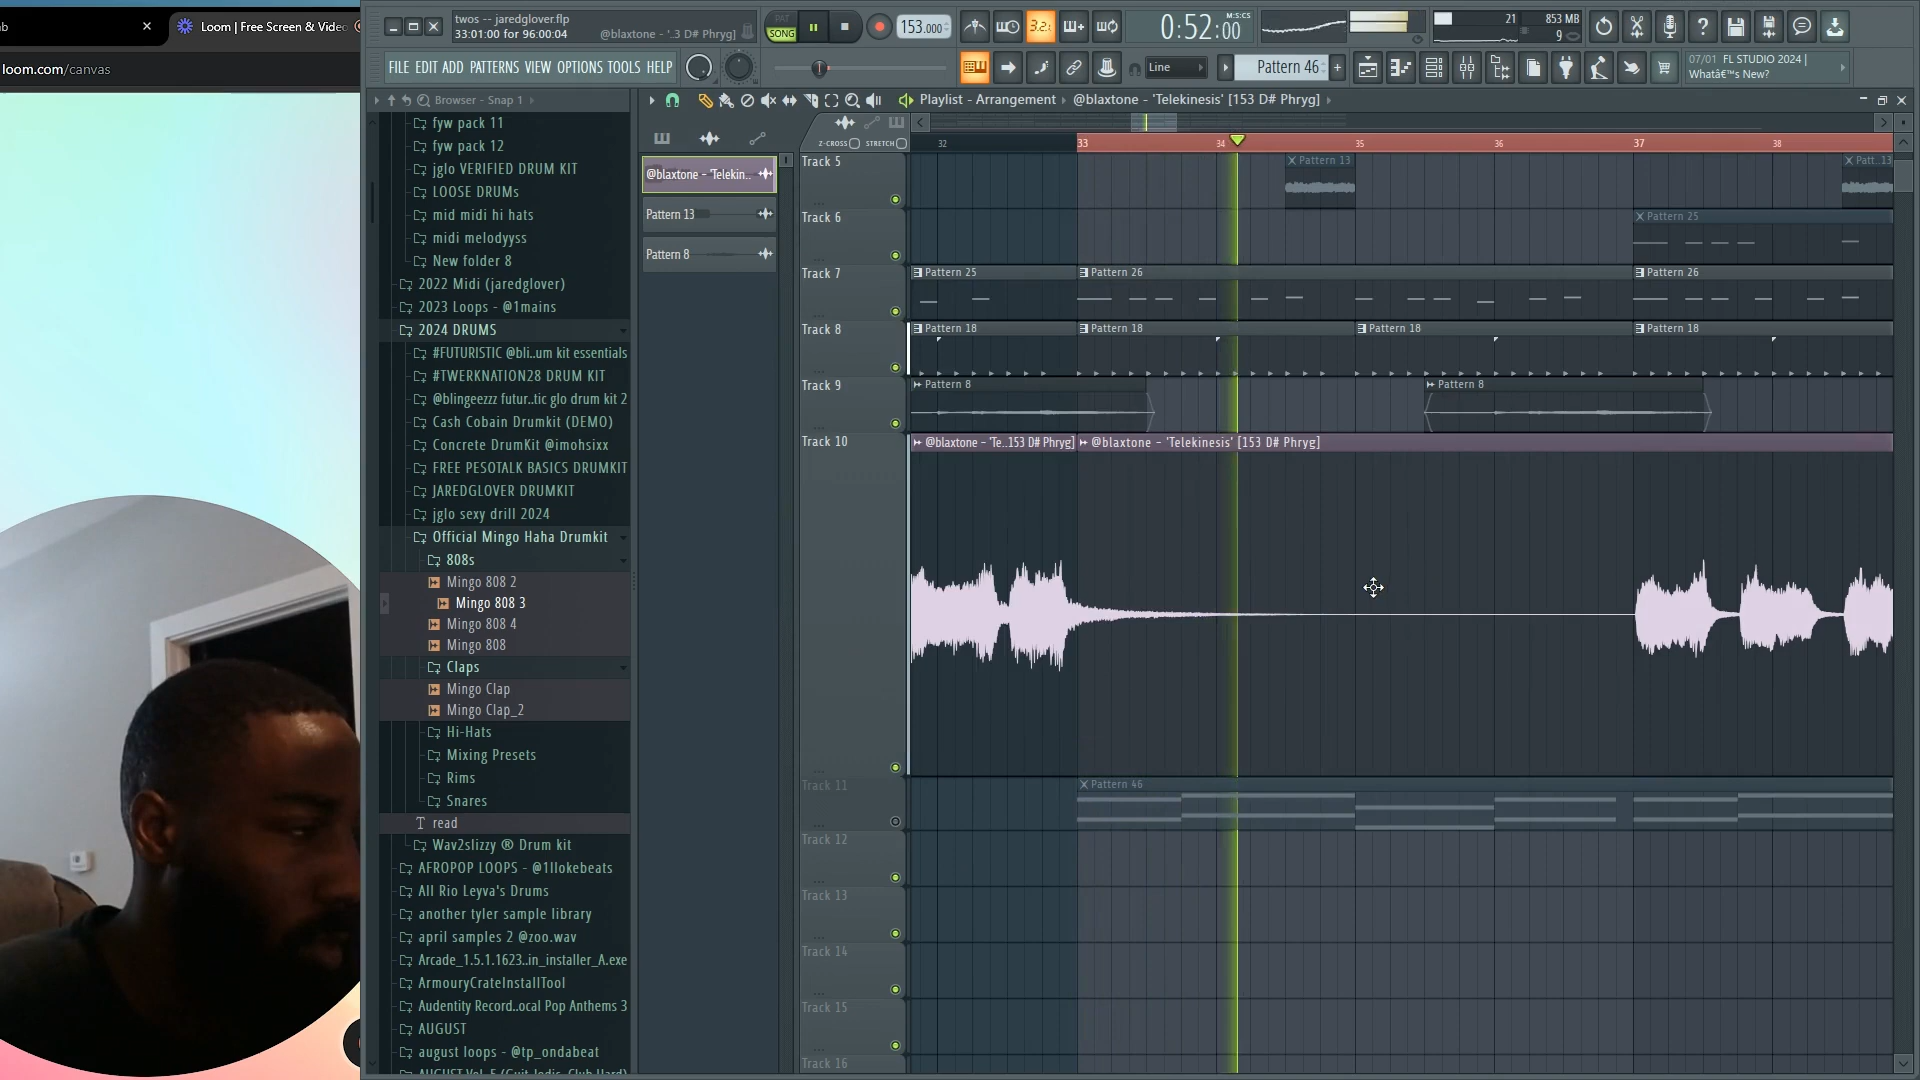 Loom | Free Screen & Video
loom.com/canvas
twos -- jaredglover.flp
33:01:00 for 96:00:04
@blaxtone - '..3 D# Phryg]
PAT
SONG
153.000
3.2.
0:52:00
M:S:CS
21
853 MB
9
FILE EDIT ADD PATTERNS VIEW OPTIONS TOOLS HELP
Line
Pattern 46
07/01 FL STUDIO 2024 |
Whatâ€™s New?
Browser - Snap 1
Playlist - Arrangement
@blaxtone - 'Telekinesis' [153 D# Phryg]
Z-CROSS
STRETCH
32
33
34
35
36
37
38
fyw pack 11
fyw pack 12
jglo VERIFIED DRUM KIT
LOOSE DRUMs
mid midi hi hats
midi melodyyss
New folder 8
2022 Midi (jaredglover)
2023 Loops - @1mains
2024 DRUMS
#FUTURISTIC @bli..um kit essentials
#TWERKNATION28 DRUM KIT
@blingeezzz futur..tic glo drum kit 2
Cash Cobain Drumkit (DEMO)
Concrete DrumKit @imohsixx
FREE PESOTALK BASICS DRUMKIT
JAREDGLOVER DRUMKIT
jglo sexy drill 2024
Official Mingo Haha Drumkit
808s
Mingo 808 2
Mingo 808 3
Mingo 808 4
Mingo 808
Claps
Mingo Clap
Mingo Clap_2
Hi-Hats
Mixing Presets
Rims
Snares
read
Wav2slizzy ® Drum kit
AFROPOP LOOPS - @1llokebeats
All Rio Leyva's Drums
another tyler sample library
april samples 2 @zoo.wav
Arcade_1.5.1.1623..in_installer_A.exe
ArmouryCrateInstallTool
Audentity Record..ocal Pop Anthems 3
AUGUST
august loops - @tp_ondabeat
@blaxtone - 'Telekin..
Pattern 13
Pattern 8
Track 5
Pattern 13
Patt..13
Track 6
Pattern 25
Track 7
Pattern 25
Pattern 26
Pattern 26
Track 8
Pattern 18
Pattern 18
Pattern 18
Pattern 18
Track 9
Pattern 8
Pattern 8
Track 10
@blaxtone - 'Te..153 D# Phryg]
@blaxtone - 'Telekinesis' [153 D# Phryg]
Track 11
Pattern 46
Track 12
Track 13
Track 14
Track 15
Track 16